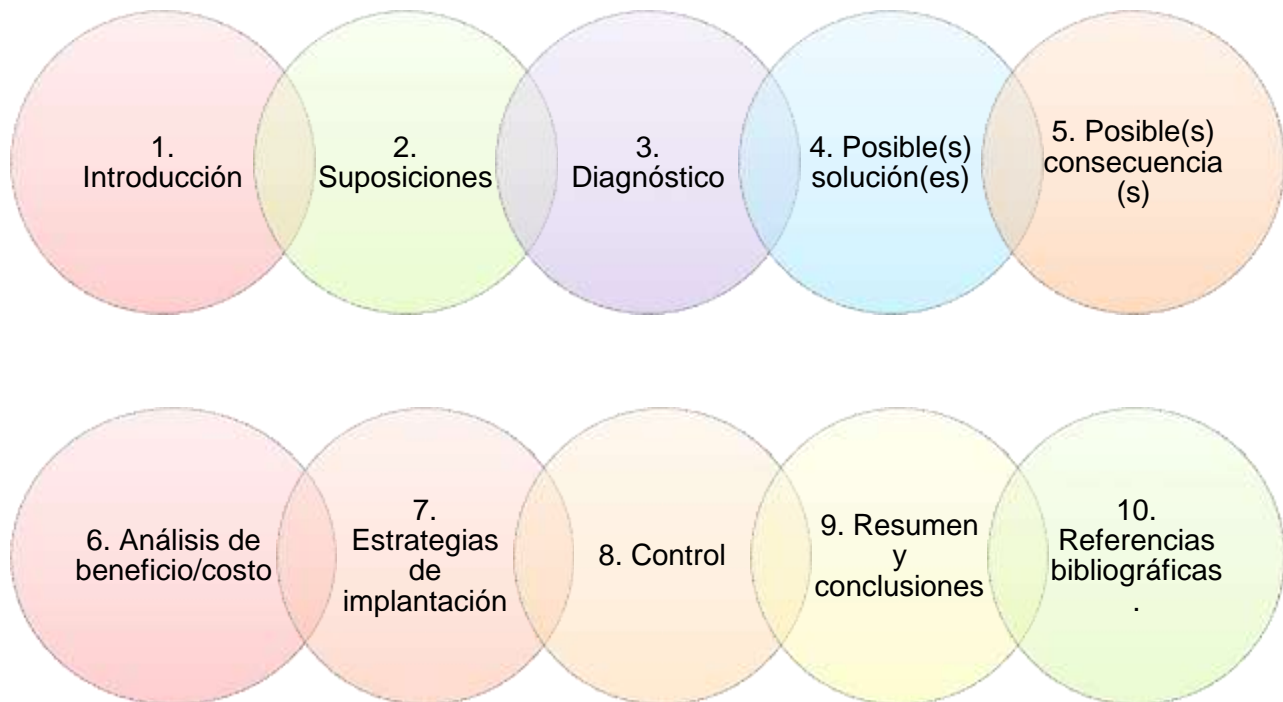 1.
Introducción
2.
Suposiciones
3.
Diagnóstico
4. Posible(s)
solución(es)
5. Posible(s)
consecuencia
(s)
6. Análisis de
beneficio/costo
7.
Estrategias
de
implantación
8. Control
9. Resumen
y
conclusiones
10.
Referencias
bibliográficas
.